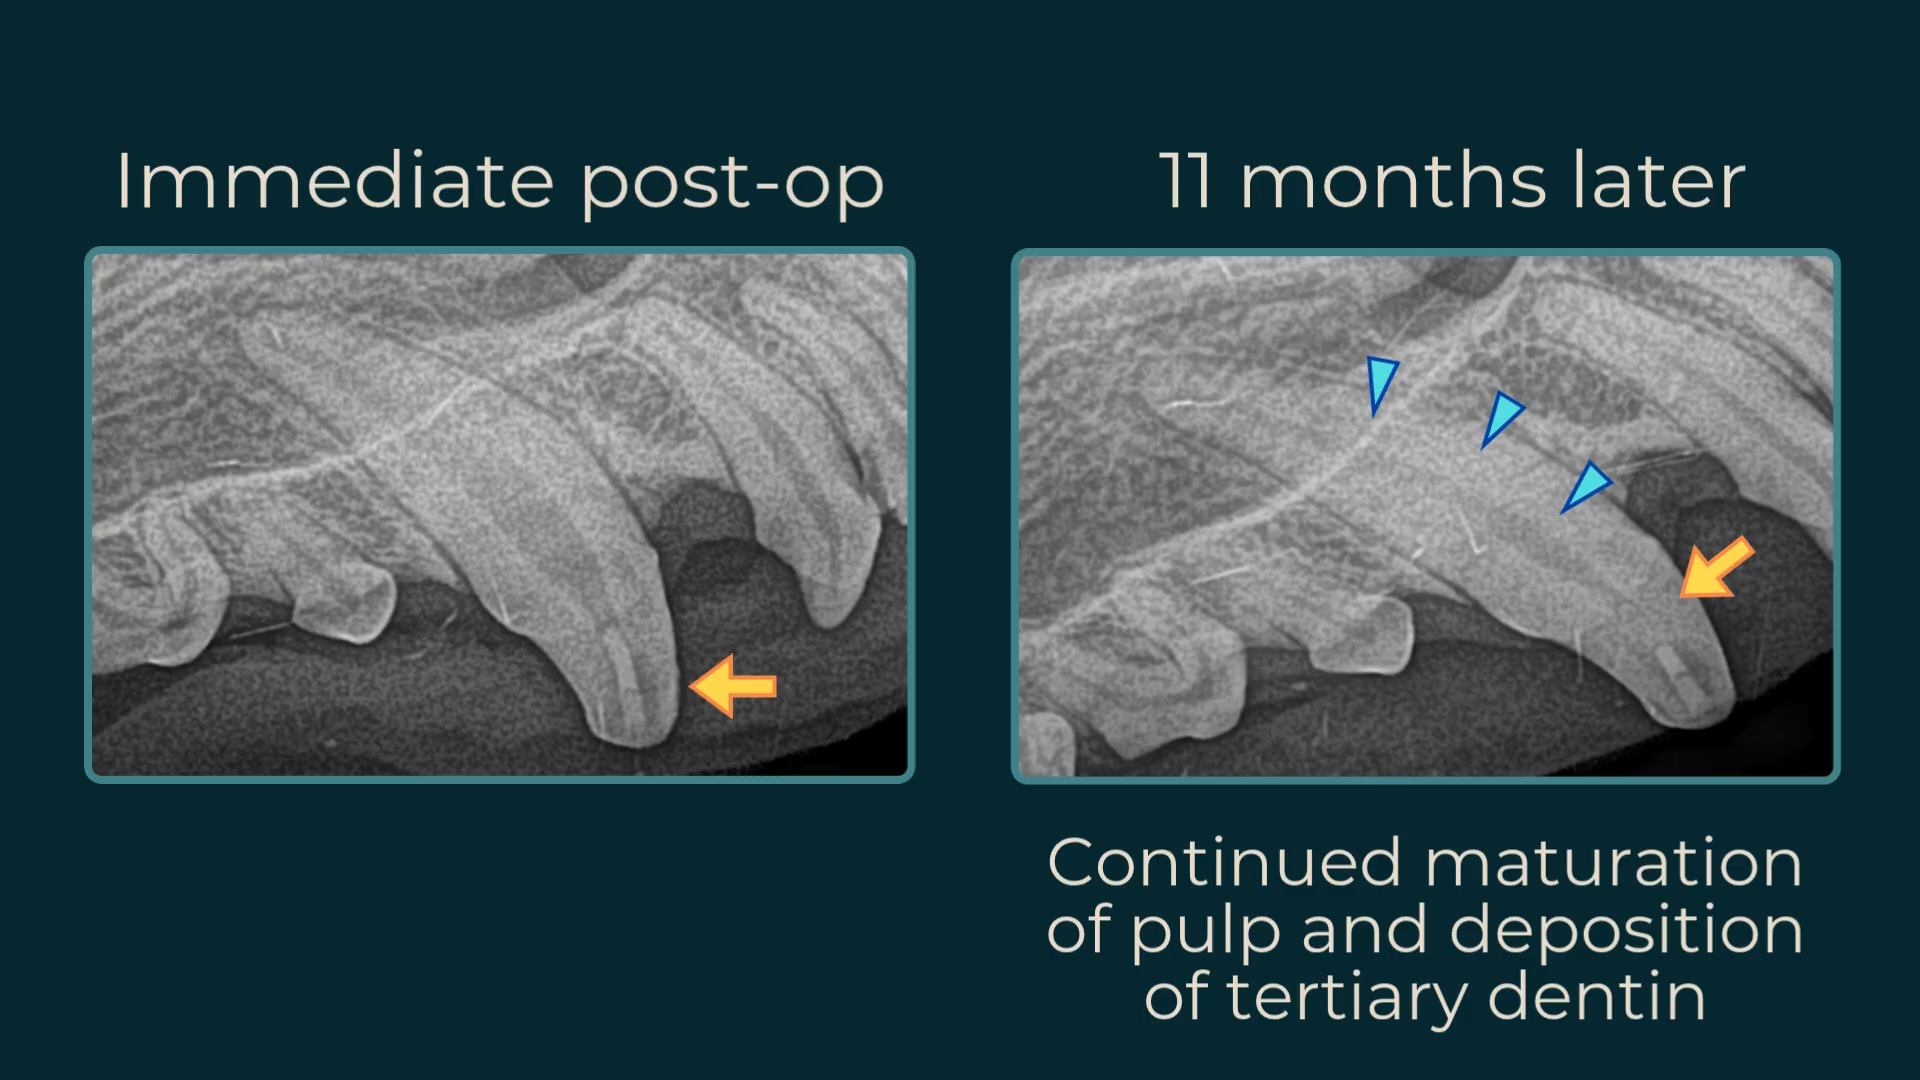 Immediate post-op
11 months later
Continued maturation
of pulp and deposition
of tertiary dentin